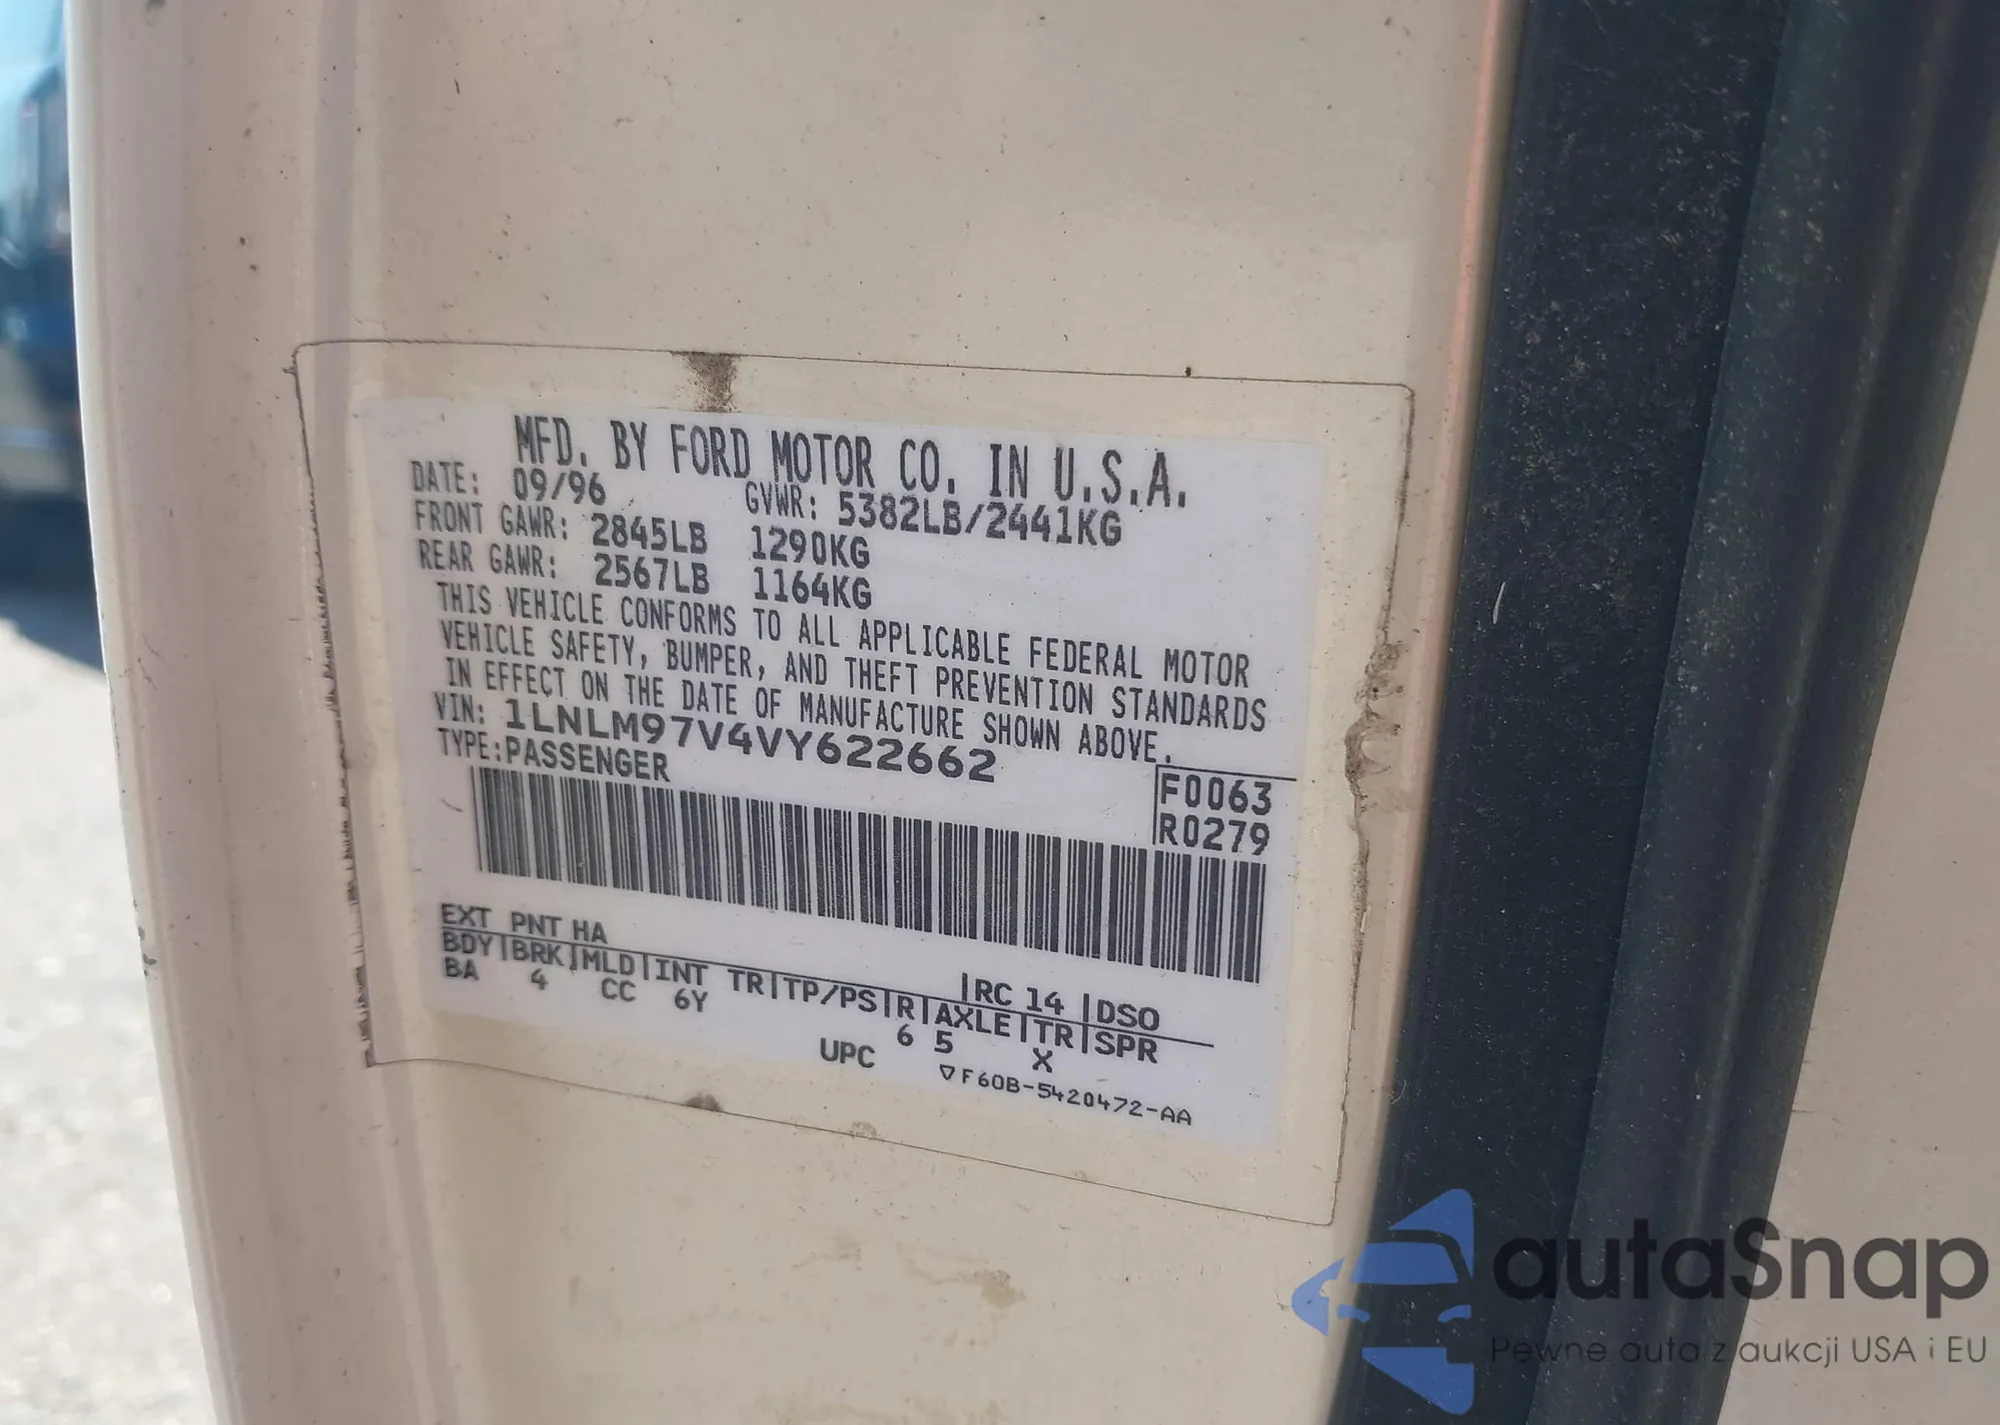 MFD. BY FORD MOTOR CO. IN U.S.A.
DATE: 09/96 GVWR: 5382LB/2441KG
FRONT GAWR: 2845LB 1290KG
REAR GAWR: 2567LB 1164KG
THIS VEHICLE CONFORMS TO ALL APPLICABLE FEDERAL MOTOR
VEHICLE SAFETY, BUMPER, AND THEFT PREVENTION STANDARDS
IN EFFECT ON THE DATE OF MANUFACTURE SHOWN ABOVE.
VIN: 1LNLM97V4VY622662
TYPE:PASSENGER
F0063
R0279
EXT PNT HA RC 14 DSO
BDY BRK MLD INT TR TP/PS R AXLE TR SPR
BA 4 CC 6Y 6 5 X
UPC ▽F60B-5420472-AA
autaSnap
Pewne auta z aukcji USA i EU